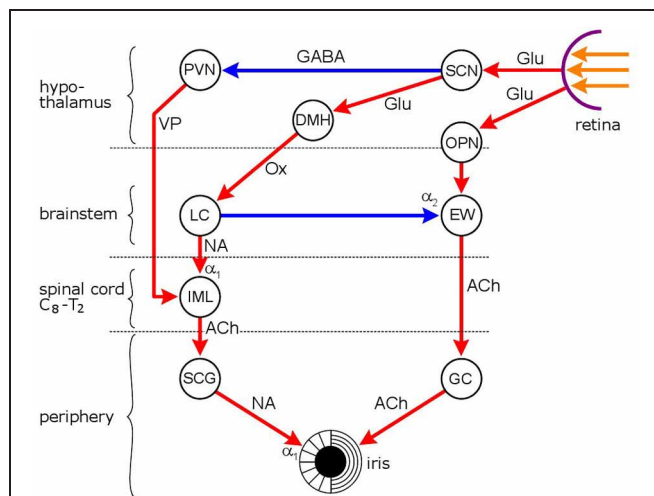 GABA
Glu
PVN
SCN
hypo-
thalamus
Glu
Glu
VP
DMH
retina
OPN
Ox
α2
brainstem
LC
EW
NA
α1
spinal cord
C8-T2
IML
ACh
ACh
SCG
GC
NA
ACh
periphery
α1
iris